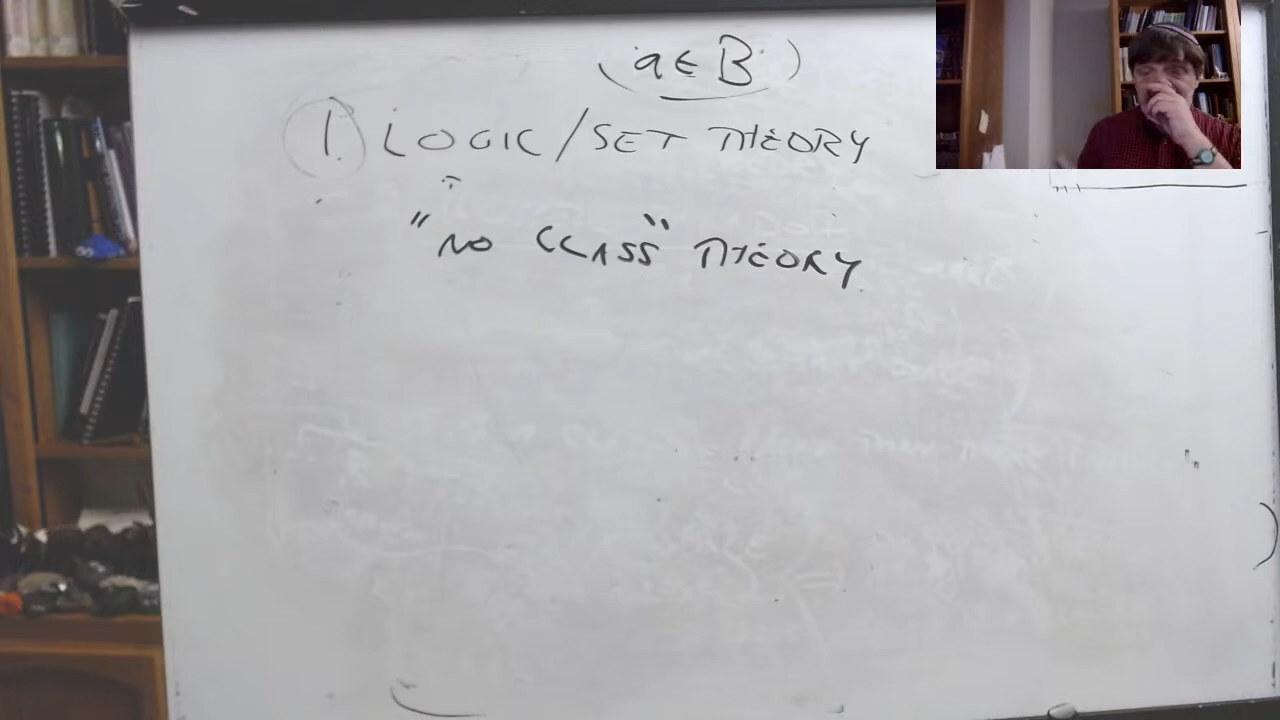 (a ∈ B)
1.) LOGIC/SET THEORY
"NO CLASS" THEORY